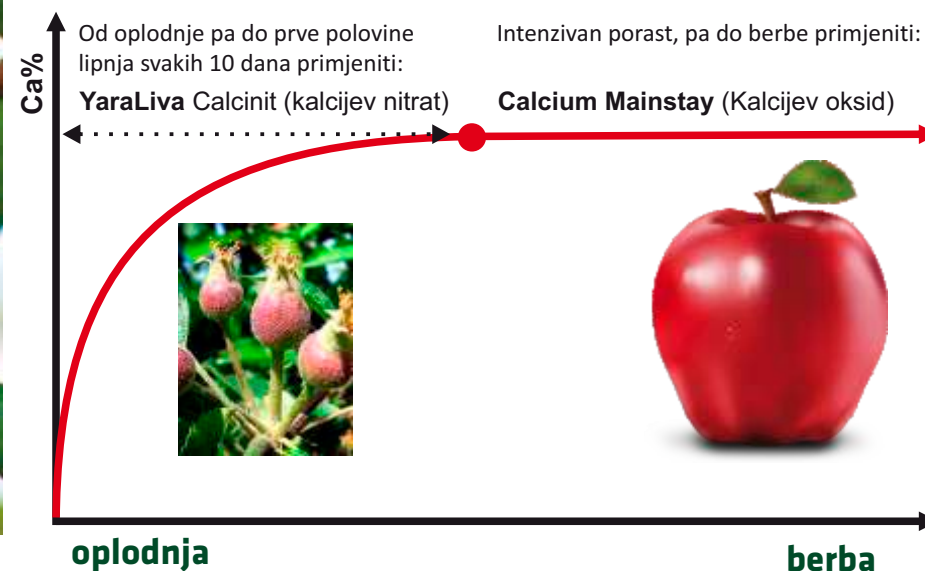 Ca%
Od oplodnje pa do prve polovine
lipnja svakih 10 dana primjeniti:
YaraLiva Calcinit (kalcijev nitrat)
Intenzivan porast, pa do berbe primjeniti:
Calcium Mainstay (Kalcijev oksid)
oplodnja
berba